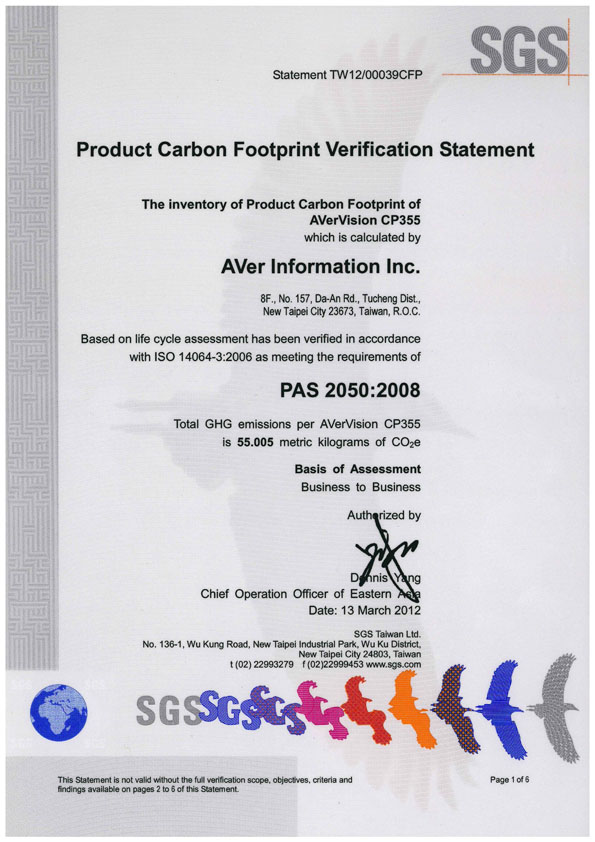 SGS
Statement TW12/00039CFP
Product Carbon Footprint Verification Statement
The inventory of Product Carbon Footprint of
AVerVision CP355
which is calculated by
AVer Information Inc.
8F., No. 157, Da-An Rd., Tucheng Dist.,
New Taipei City 23673, Taiwan, R.O.C.
Based on life cycle assessment has been verified in accordance
with ISO 14064-3:2006 as meeting the requirements of
PAS 2050:2008
Total GHG emissions per AVerVision CP355
is 55.005 metric kilograms of CO₂e
Basis of Assessment
Business to Business
Authorized by
Dennis Yang
Chief Operation Officer of Eastern Asia
Date: 13 March 2012
SGS Taiwan Ltd.
No. 136-1, Wu Kung Road, New Taipei Industrial Park, Wu Ku District,
New Taipei City 24803, Taiwan
t (02) 22993279 f (02)22999453 www.sgs.com
SGS SGS SGS
This Statement is not valid without the full verification scope, objectives, criteria and
findings available on pages 2 to 6 of this Statement.
Page 1 of 6